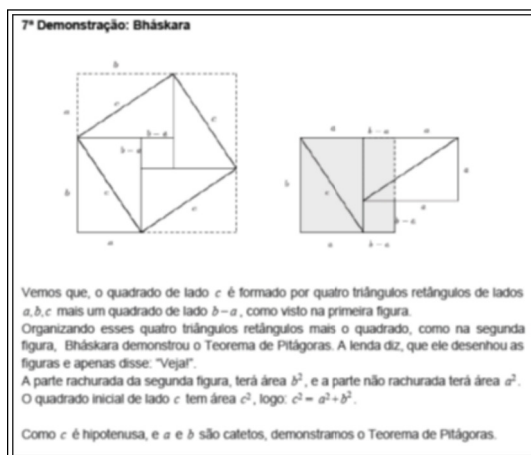 7ª Demonstração: Bháskara
b
a
c
c
b – a
b – a
b
c
c
a
a
b – a
a
b
c
a
a
b – a
a
b – a
Vemos que, o quadrado de lado c é formado por quatro triângulos retângulos de lados
a,b,c mais um quadrado de lado b – a, como visto na primeira figura.
Organizando esses quatro triângulos retângulos mais o quadrado, como na segunda
figura, Bháskara demonstrou o Teorema de Pitágoras. A lenda diz, que ele desenhou as
figuras e apenas disse: "Veja!".
A parte rachurada da segunda figura, terá área b², e a parte não rachurada terá área a².
O quadrado inicial de lado c tem área c², logo: c² = a² + b².
Como c é hipotenusa, e a e b são catetos, demonstramos o Teorema de Pitágoras.